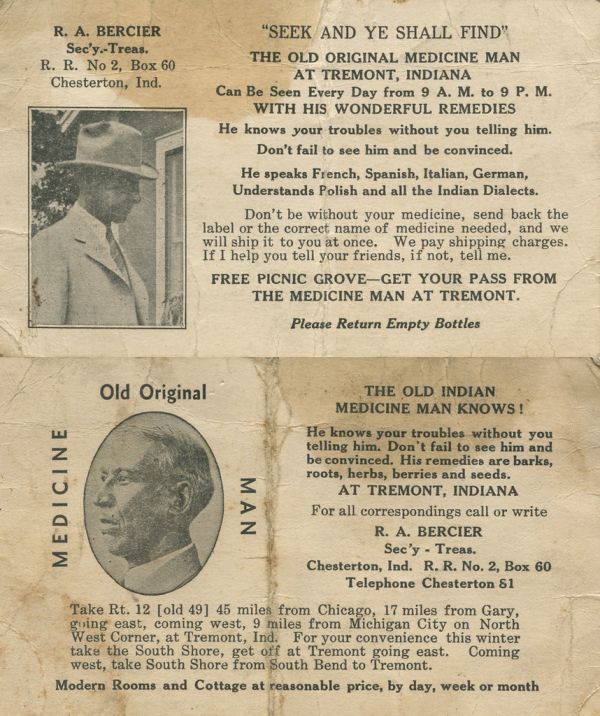 R. A. BERCIER
Sec'y.-Treas.
R. R. No 2, Box 60
Chesterton, Ind.
"SEEK AND YE SHALL FIND"
THE OLD ORIGINAL MEDICINE MAN
AT TREMONT, INDIANA
Can Be Seen Every Day from 9 A. M. to 9 P. M.
WITH HIS WONDERFUL REMEDIES
He knows your troubles without you telling him.
Don't fail to see him and be convinced.
He speaks French, Spanish, Italian, German,
Understands Polish and all the Indian Dialects.
Don't be without your medicine, send back the
label or the correct name of medicine needed, and we
will ship it to you at once. We pay shipping charges.
If I help you tell your friends, if not, tell me.
FREE PICNIC GROVE—GET YOUR PASS FROM
THE MEDICINE MAN AT TREMONT.
Please Return Empty Bottles
Old Original
MEDICINE
MAN
THE OLD INDIAN
MEDICINE MAN KNOWS!
He knows your troubles without you
telling him. Don't fail to see him and
be convinced. His remedies are barks,
roots, herbs, berries and seeds.
AT TREMONT, INDIANA
For all correspondings call or write
R. A. BERCIER
Sec'y - Treas.
Chesterton, Ind. R. R. No. 2, Box 60
Telephone Chesterton 81
Take Rt. 12 [old 49] 45 miles from Chicago, 17 miles from Gary,
going east, coming west, 9 miles from Michigan City on North
West Corner, at Tremont, Ind. For your convenience this winter
take the South Shore, get off at Tremont going east. Coming
west, take South Shore from South Bend to Tremont.
Modern Rooms and Cottage at reasonable price, by day, week or month